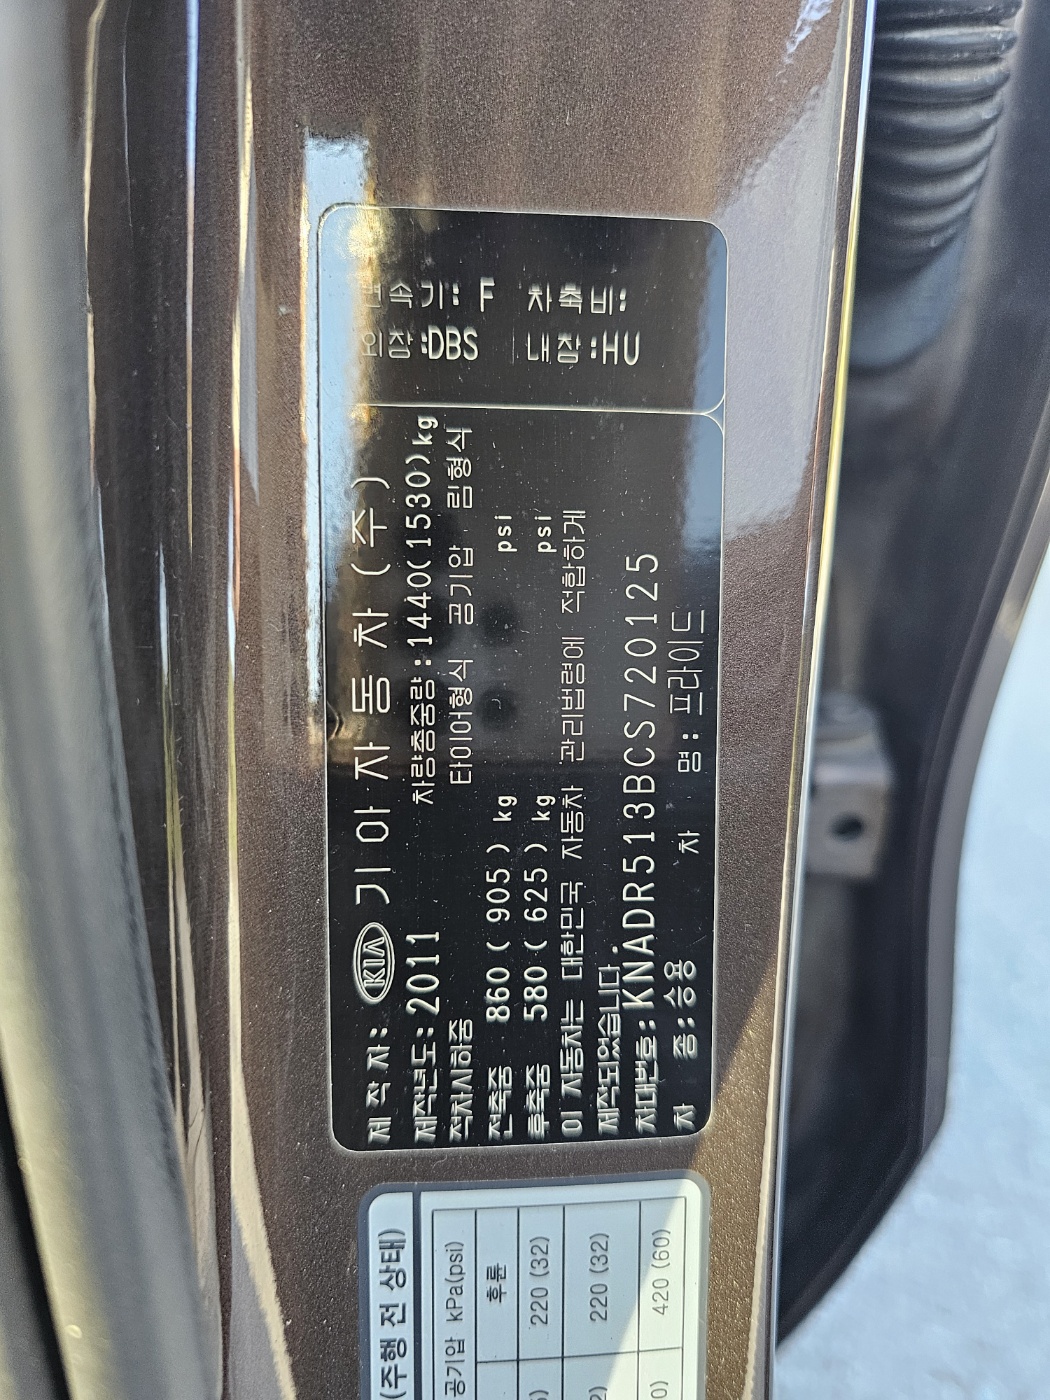 제 작 자: KIA 기아자동차(주)
제작년도: 2011 차량총중량: 1440(1530)kg
적차시하중 타이어형식 공기압 림형식
전축중 860( 905) kg psi
후축중 580( 625) kg psi
이 자동차는 대한민국 자동차 관리법령에 적합하게
제작되었습니다.
차대번호: KNADR513BCS720125
차 종: 승용 차 명: 프라이드
변속기: F
외장:DBS
차축비:
내장:HU
(주행 전 상태)
공기압 kPa(psi)
후륜
220 (32)
220 (32)
420 (60)